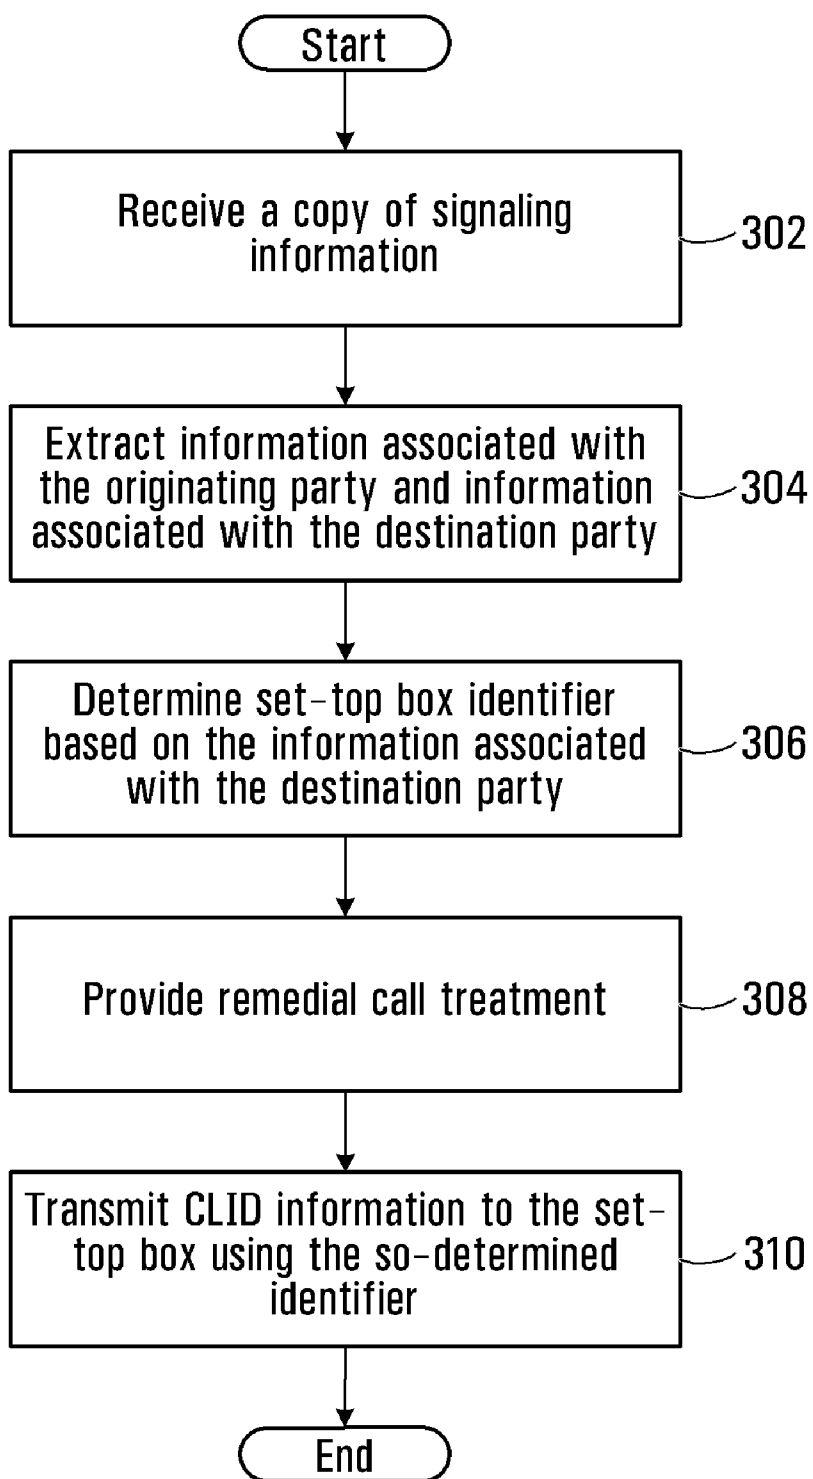 Start
Receive a copy of signaling
information
302
Extract information associated with
the originating party and information
associated with the destination party
304
Determine set-top box identifier
based on the information associated
with the destination party
306
Provide remedial call treatment
308
Transmit CLID information to the set-
top box using the so-determined
identifier
310
End